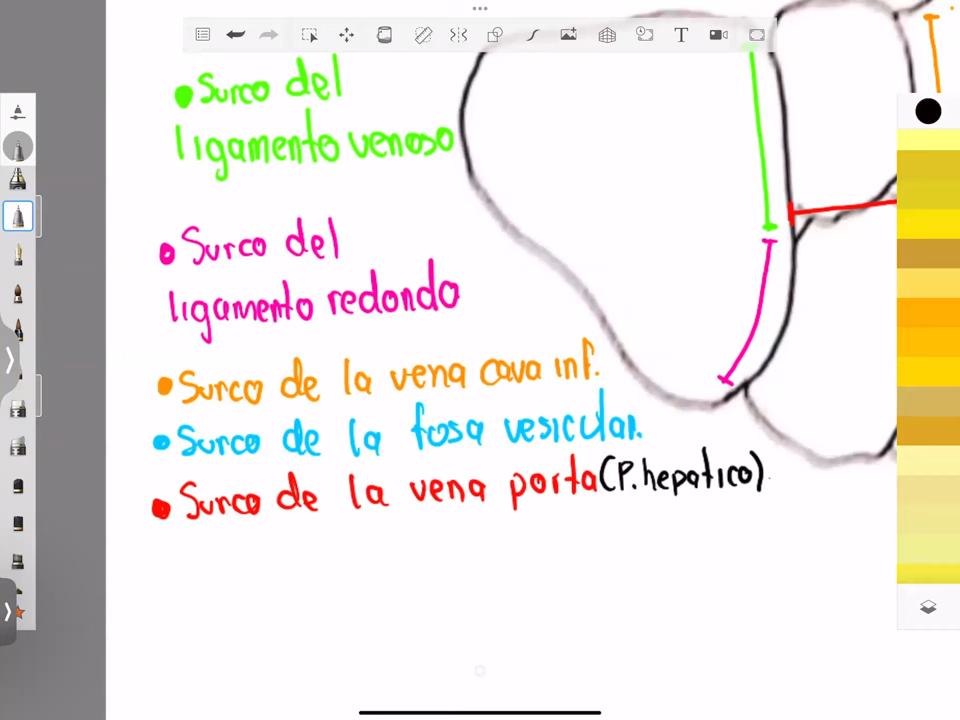 Surco del
ligamento venoso
Surco del
ligamento redondo
Surco de la vena cava inf.
Surco de la fosa vesicular.
Surco de la vena porta (P. hepatico)